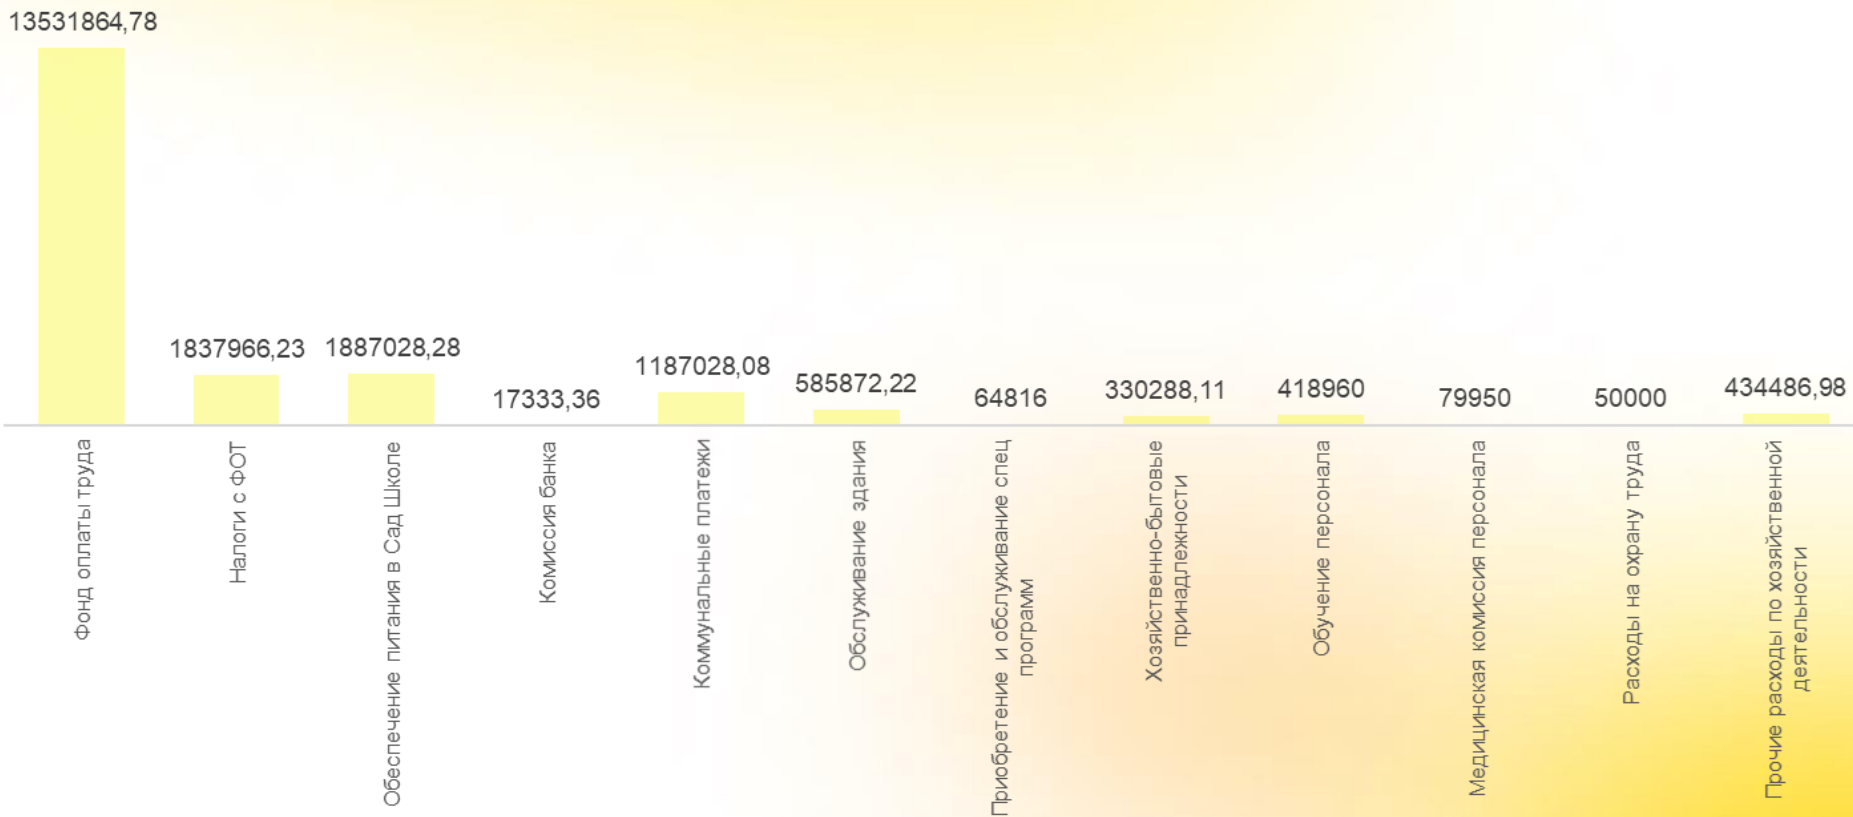 13531864,78
1837966,23
1887028,28
17333,36
1187028,08
585872,22
64816
330288,11
418960
79950
50000
434486,98
Фонд оплаты труда
Налоги с ФОТ
Обеспечение питания в Сад Школе
Комиссия банка
Коммунальные платежи
Обслуживание здания
Приобретение и обслуживание спец
программ
Хозяйственно-бытовые
принадлежности
Обучение персонала
Медицинская комиссия персонала
Расходы на охрану труда
Прочие расходы по хозяйственной
деятельности